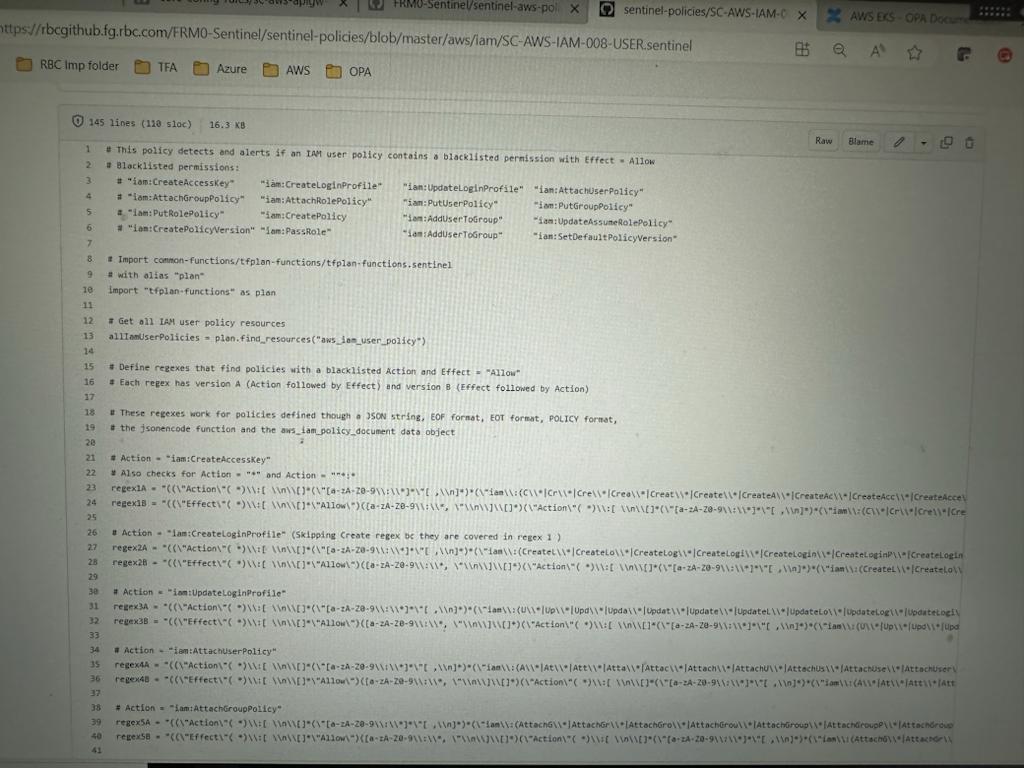 FRM0-Sentinel/sentinel-aws-poli
sentinel-policies/SC-AWS-IAM-0
AWS EKS - OPA Docume
ttps://rbcgithub.fg.rbc.com/FRM0-Sentinel/sentinel-policies/blob/master/aws/iam/SC-AWS-IAM-008-USER.sentinel
RBC Imp folder TFA Azure AWS OPA
145 lines (110 sloc) 16.3 KB
Raw Blame
1 # This policy detects and alerts if an IAM user policy contains a blacklisted permission with Effect = Allow
2 # Blacklisted permissions:
3 # "iam:CreateAccessKey" "iam:CreateLoginProfile" "iam:UpdateLoginProfile" "iam:AttachUserPolicy"
4 # "iam:AttachGroupPolicy" "iam:AttachRolePolicy" "iam:PutUserPolicy" "iam:PutGroupPolicy"
5 # "iam:PutRolePolicy" "iam:CreatePolicy "iam:AddUserToGroup" "iam:UpdateAssumeRolePolicy"
6 # "iam:CreatePolicyVersion" "iam:PassRole" "iam:AddUserToGroup" "iam:SetDefaultPolicyVersion"
7
8 # Import common-functions/tfplan-functions/tfplan-functions.sentinel
9 # with alias "plan"
10 import "tfplan-functions" as plan
11
12 # Get all IAM user policy resources
13 allIamUserPolicies = plan.find_resources("aws_iam_user_policy")
14
15 # Define regexes that find policies with a blacklisted Action and Effect = "Allow"
16 # Each regex has version A (Action followed by Effect) and version B (Effect followed by Action)
17
18 # These regexes work for policies defined though a JSON string, EOF format, EOT format, POLICY format,
19 # the jsonencode function and the aws_iam_policy_document data object
20
21 # Action = "iam:CreateAccessKey"
22 # Also checks for Action = "*" and Action = ""*:*
23 regex1A = "((\"Action\"( *)\\:[ \\n\\[]*(\"[a-zA-Z0-9\\:\\*]*\"[ ,\\n]*)*(\"iam\\:(C\\*|Cr\\*|Cre\\*|Crea\\*|Creat\\*|Create\\*|CreateA\\*|CreateAc\\*|CreateAcc\\*|CreateAcce\
24 regex1B = "((\"Effect\"( *)\\:[ \\n\\[]*\"Allow\")([a-zA-Z0-9\\:\\*, \"\\n\\]\\[]*)(\"Action\"( *)\\:[ \\n\\[]*(\"[a-zA-Z0-9\\:\\*]*\"[ ,\\n]*)*(\"iam\\:(C\\*|Cr\\*|Cre\\*|Cre
25
26 # Action = "iam:CreateLoginProfile" (Skipping Create regex bc they are covered in regex 1 )
27 regex2A = "((\"Action\"( *)\\:[ \\n\\[]*(\"[a-zA-Z0-9\\:\\*]*\"[ ,\\n]*)*(\"iam\\:(CreateL\\*|CreateLo\\*|CreateLog\\*|CreateLogi\\*|CreateLogin\\*|CreateLoginP\\*|CreateLogin
28 regex2B = "((\"Effect\"( *)\\:[ \\n\\[]*\"Allow\")([a-zA-Z0-9\\:\\*, \"\\n\\]\\[]*)(\"Action\"( *)\\:[ \\n\\[]*(\"[a-zA-Z0-9\\:\\*]*\"[ ,\\n]*)*(\"iam\\:(CreateL\\*|CreateLo\\
29
30 # Action = "iam:UpdateLoginProfile"
31 regex3A = "((\"Action\"( *)\\:[ \\n\\[]*(\"[a-zA-Z0-9\\:\\*]*\"[ ,\\n]*)*(\"iam\\:(U\\*|Up\\*|Upd\\*|Upda\\*|Updat\\*|Update\\*|UpdateL\\*|UpdateLo\\*|UpdateLog\\*|UpdateLogi\
32 regex3B = "((\"Effect\"( *)\\:[ \\n\\[]*\"Allow\")([a-zA-Z0-9\\:\\*, \"\\n\\]\\[]*)(\"Action\"( *)\\:[ \\n\\[]*(\"[a-zA-Z0-9\\:\\*]*\"[ ,\\n]*)*(\"iam\\:(U\\*|Up\\*|Upd\\*|Upd
33
34 # Action = "iam:AttachUserPolicy"
35 regex4A = "((\"Action\"( *)\\:[ \\n\\[]*(\"[a-zA-Z0-9\\:\\*]*\"[ ,\\n]*)*(\"iam\\:(A\\*|At\\*|Att\\*|Atta\\*|Attac\\*|Attach\\*|AttachU\\*|AttachUs\\*|AttachUse\\*|AttachUser\
36 regex4B = "((\"Effect\"( *)\\:[ \\n\\[]*\"Allow\")([a-zA-Z0-9\\:\\*, \"\\n\\]\\[]*)(\"Action\"( *)\\:[ \\n\\[]*(\"[a-zA-Z0-9\\:\\*]*\"[ ,\\n]*)*(\"iam\\:(A\\*|At\\*|Att\\*|Att
37
38 # Action = "iam:AttachGroupPolicy"
39 regex5A = "((\"Action\"( *)\\:[ \\n\\[]*(\"[a-zA-Z0-9\\:\\*]*\"[ ,\\n]*)*(\"iam\\:(AttachG\\*|AttachGr\\*|AttachGro\\*|AttachGrou\\*|AttachGroup\\*|AttachGroupP\\*|AttachGroup
40 regex5B = "((\"Effect\"( *)\\:[ \\n\\[]*\"Allow\")([a-zA-Z0-9\\:\\*, \"\\n\\]\\[]*)(\"Action\"( *)\\:[ \\n\\[]*(\"[a-zA-Z0-9\\:\\*]*\"[ ,\\n]*)*(\"iam\\:(AttachG\\*|AttachGr\\
41